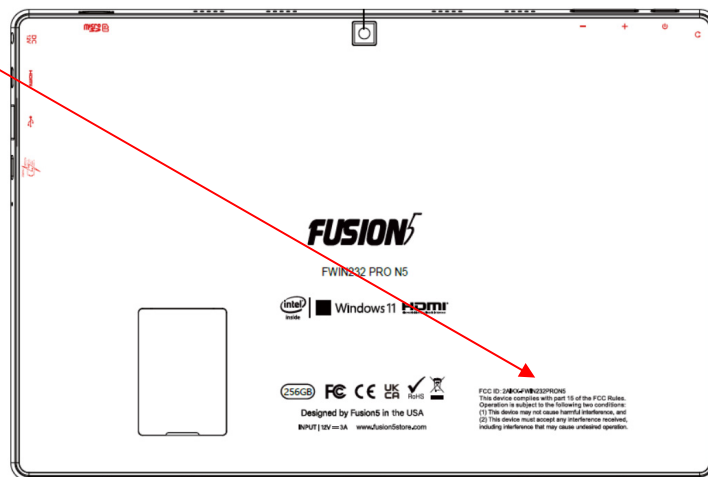 FUSION5
FWIN232 PRO N5
intel inside Windows 11 HDMI
256GB FC CE UK CA RoHS
Designed by Fusion5 in the USA
INPUT | 12V ⎓ 3A www.fusion5store.com
FCC ID: 2AIKX-FWIN232PRON5
This device complies with part 15 of the FCC Rules.
Operation is subject to the following two conditions:
(1) This device may not cause harmful interference, and
(2) This device must accept any interference received,
including interference that may cause undesired operation.